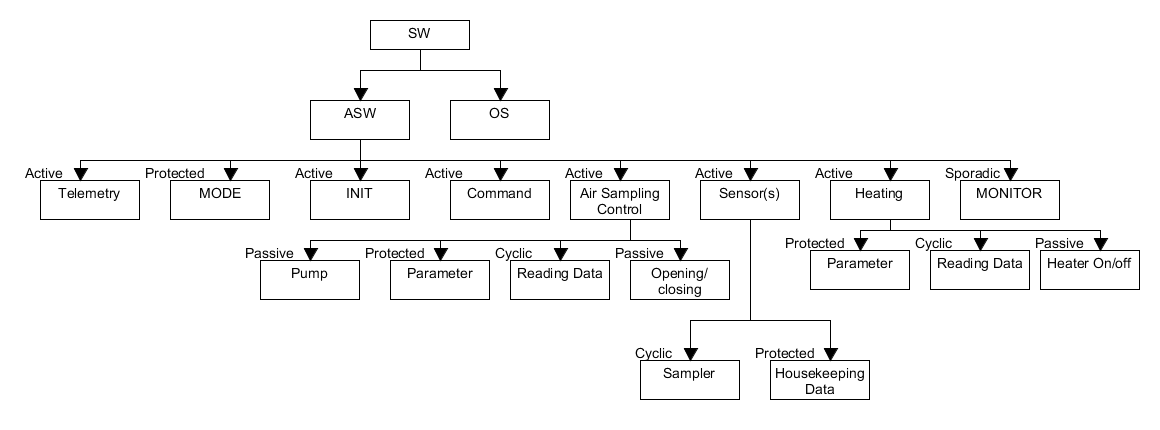 SW
ASW
OS
Active
Protected
Active
Active
Active
Active
Active
Sporadic
Telemetry
MODE
INIT
Command
Air Sampling
Control
Sensor(s)
Heating
MONITOR
Passive
Protected
Cyclic
Passive
Pump
Parameter
Reading Data
Opening/
closing
Protected
Cyclic
Passive
Parameter
Reading Data
Heater On/off
Cyclic
Protected
Sampler
Housekeeping
Data